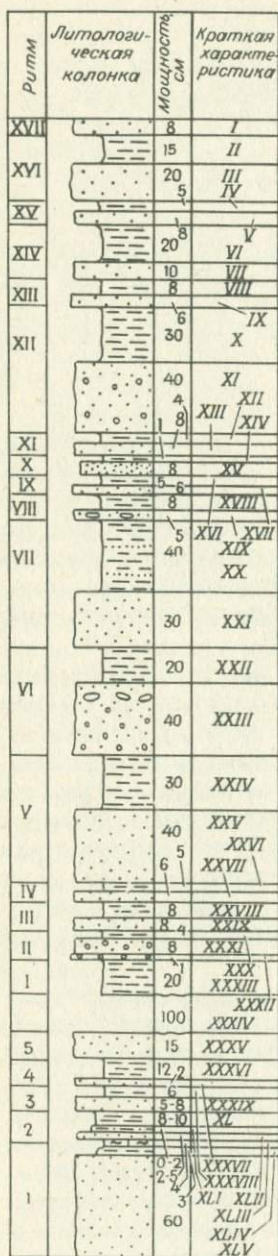 Ритм
Литологи-
ческая
колонка
Мощность,
см
Краткая
характе-
ристика
XVII 8 I
15 II
XVI 20 III
5 IV
XV
8 V
XIV 20 VI
10 VII
XIII 8 VIII
6 IX
XII 30 X
40 XI
4 XII
1 8 XIII XIV
XI
X 8 XV
IX 5 6
VIII 8 XVIII
5 XVI XVII
VII 40 XIX
XX
30 XXI
20 XXII
VI
40 XXIII
30 XXIV
V
40 XXV
5 XXVI
6 XXVII
IV
III 8 XXVIII
8 4 XXIX
II 8 XXXI
1 XXX
I 20 XXXIII
XXXII
100 XXXIV
5 15 XXXV
4 12 2 XXXVI
6
3 5-8 XXXIX
2 8-10 XL
0-2 XXXVII
2-5 XXXVIII
4
3 XLI XLII
1 60 XLIII
XLIV
XLV